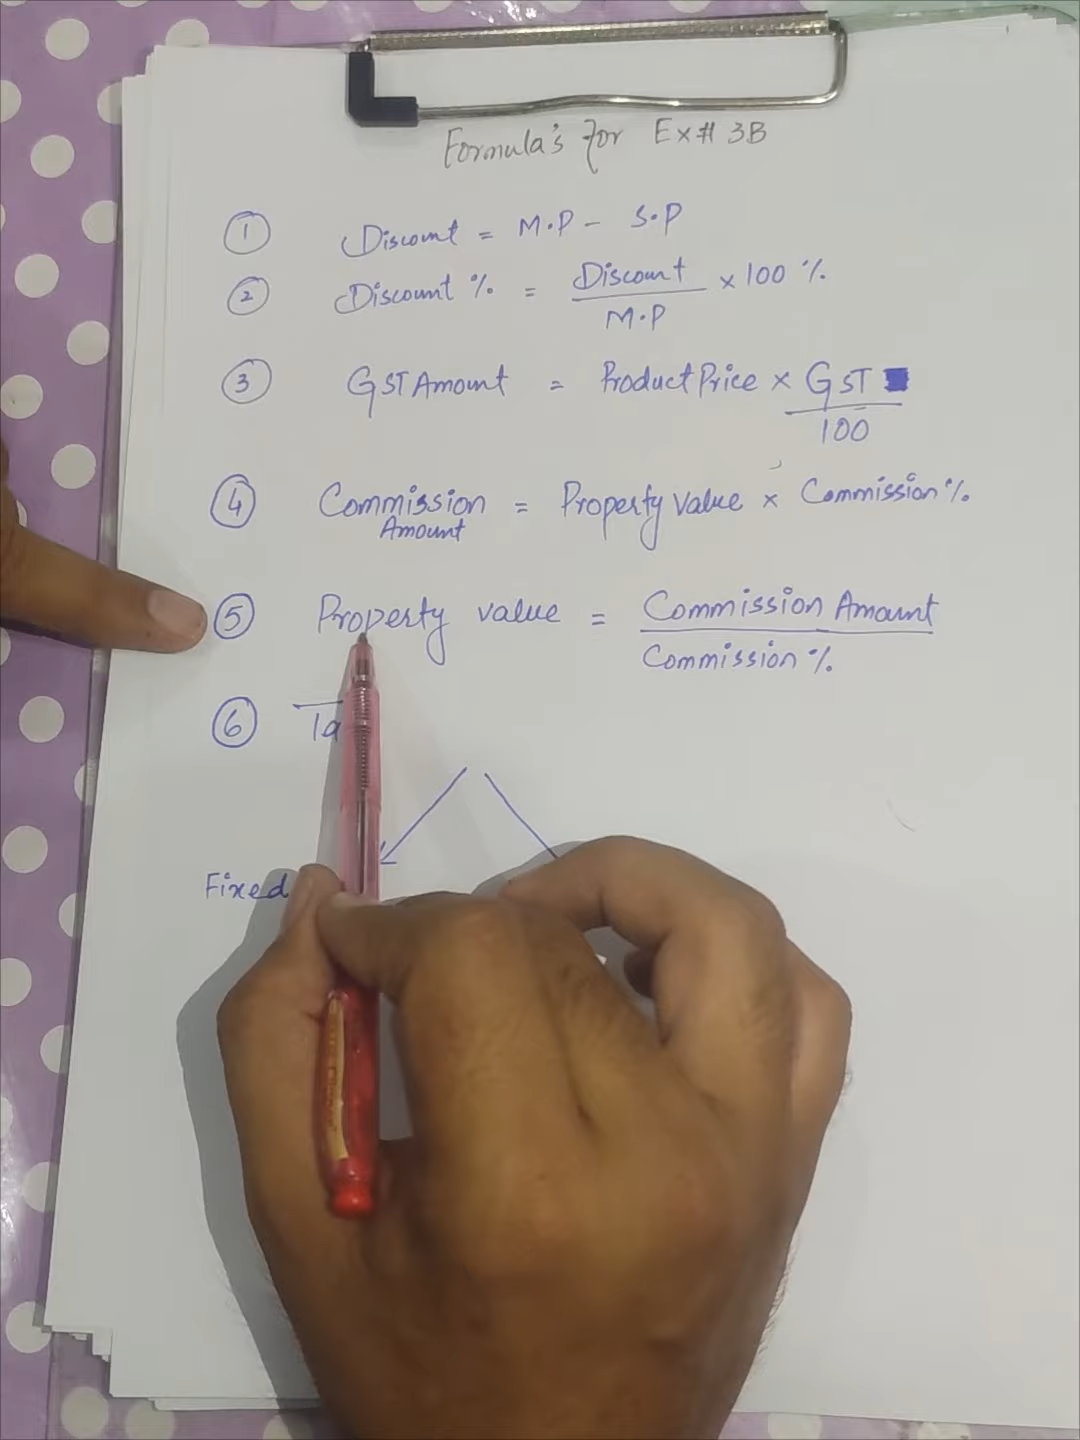 Formula's for Ex# 3B
① Discount = M.P - S.P
② Discount % = Discount / M.P × 100 %
③ GST Amount = Product Price × GST / 100
④ Commission Amount = Property value × Commission %
⑤ Property value = Commission Amount / Commission %
⑥
Fixed